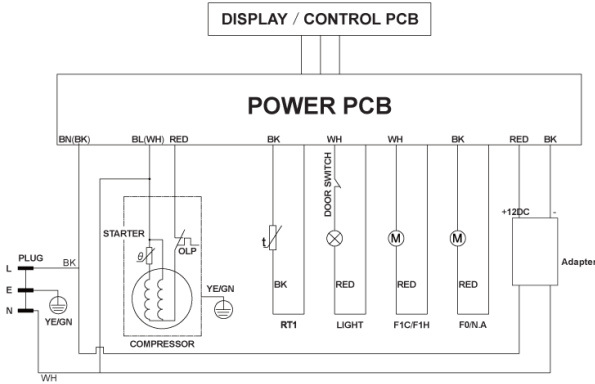 DISPLAY / CONTROL PCB
POWER PCB
BN(BK) BL(WH) RED BK WH WH BK RED BK
DOOR SWITCH
+12DC -
STARTER
θ
OLP
t
M M
PLUG
L BK
E
YE/GN
N
YE/GN
BK RED RED RED
Adapter
COMPRESSOR
RT1 LIGHT F1C/F1H F0/N.A
WH